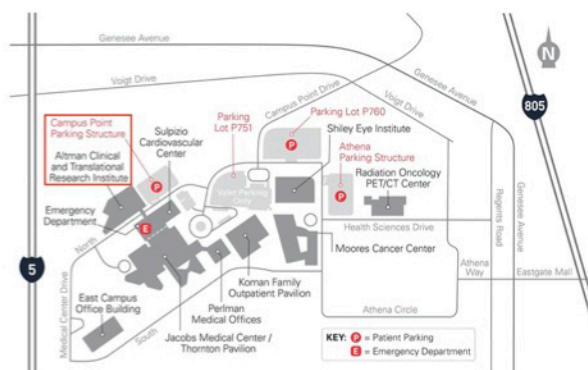 Genesee Avenue
Genesee Avenue
N
Voigt Drive
Campus Point Drive
Voigt Drive
805
Campus Point
Parking Structure
Sulpizio
Cardiovascular
Center
Parking
Lot P751
Parking Lot P760
P
Shiley Eye Institute
Athena
Parking Structure
Altman Clinical
and Translational
Research Institute
P
Valet Parking
Only
P
Radiation Oncology
PET/CT Center
Emergency
Department
E
North
Health Sciences Drive
Regents Road
Genesee Avenue
5
Moores Cancer Center
Athena
Way
Eastgate Mall
Koman Family
Outpatient Pavilion
Medical Center Drive
East Campus
Office Building
South
Perlman
Medical Offices
Athena Circle
Jacobs Medical Center /
Thornton Pavilion
KEY: P = Patient Parking
E = Emergency Department